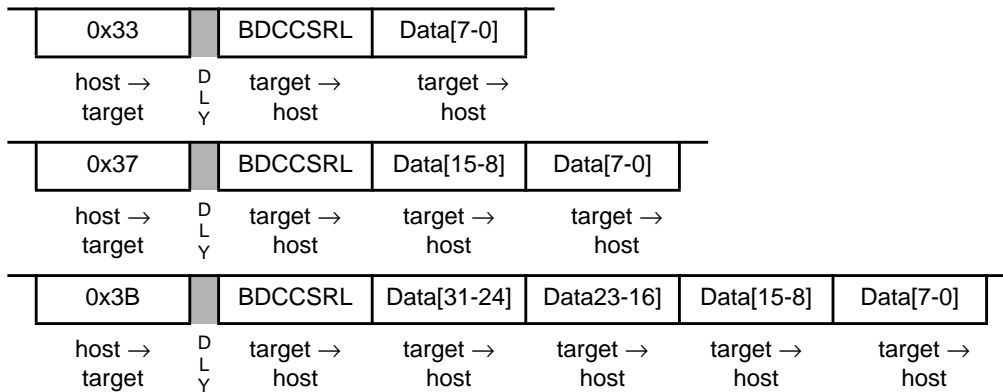 0x33 BDCCSRL Data[7-0]
host → D target → target →
target L host host
Y
0x37 BDCCSRL Data[15-8] Data[7-0]
host → D target → target → target →
target L host host host
Y
0x3B BDCCSRL Data[31-24] Data23-16] Data[15-8] Data[7-0]
host → D target → target → target → target → target →
target L host host host host host
Y